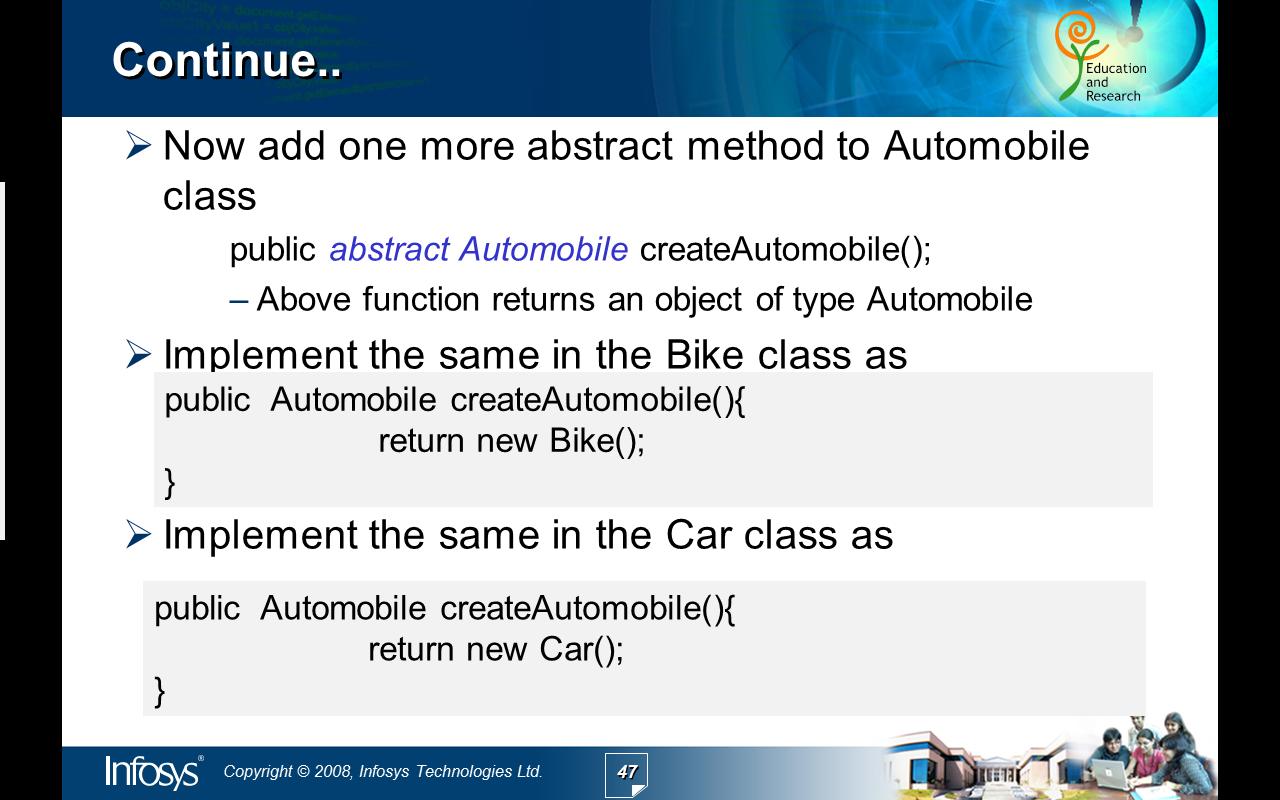 Continue..
Education
and
Research
➢ Now add one more abstract method to Automobile
class
public abstract Automobile createAutomobile();
– Above function returns an object of type Automobile
➢ Implement the same in the Bike class as
public  Automobile createAutomobile(){
return new Bike();
}
➢ Implement the same in the Car class as
public  Automobile createAutomobile(){
return new Car();
}
Infosys®
Copyright © 2008, Infosys Technologies Ltd.
47